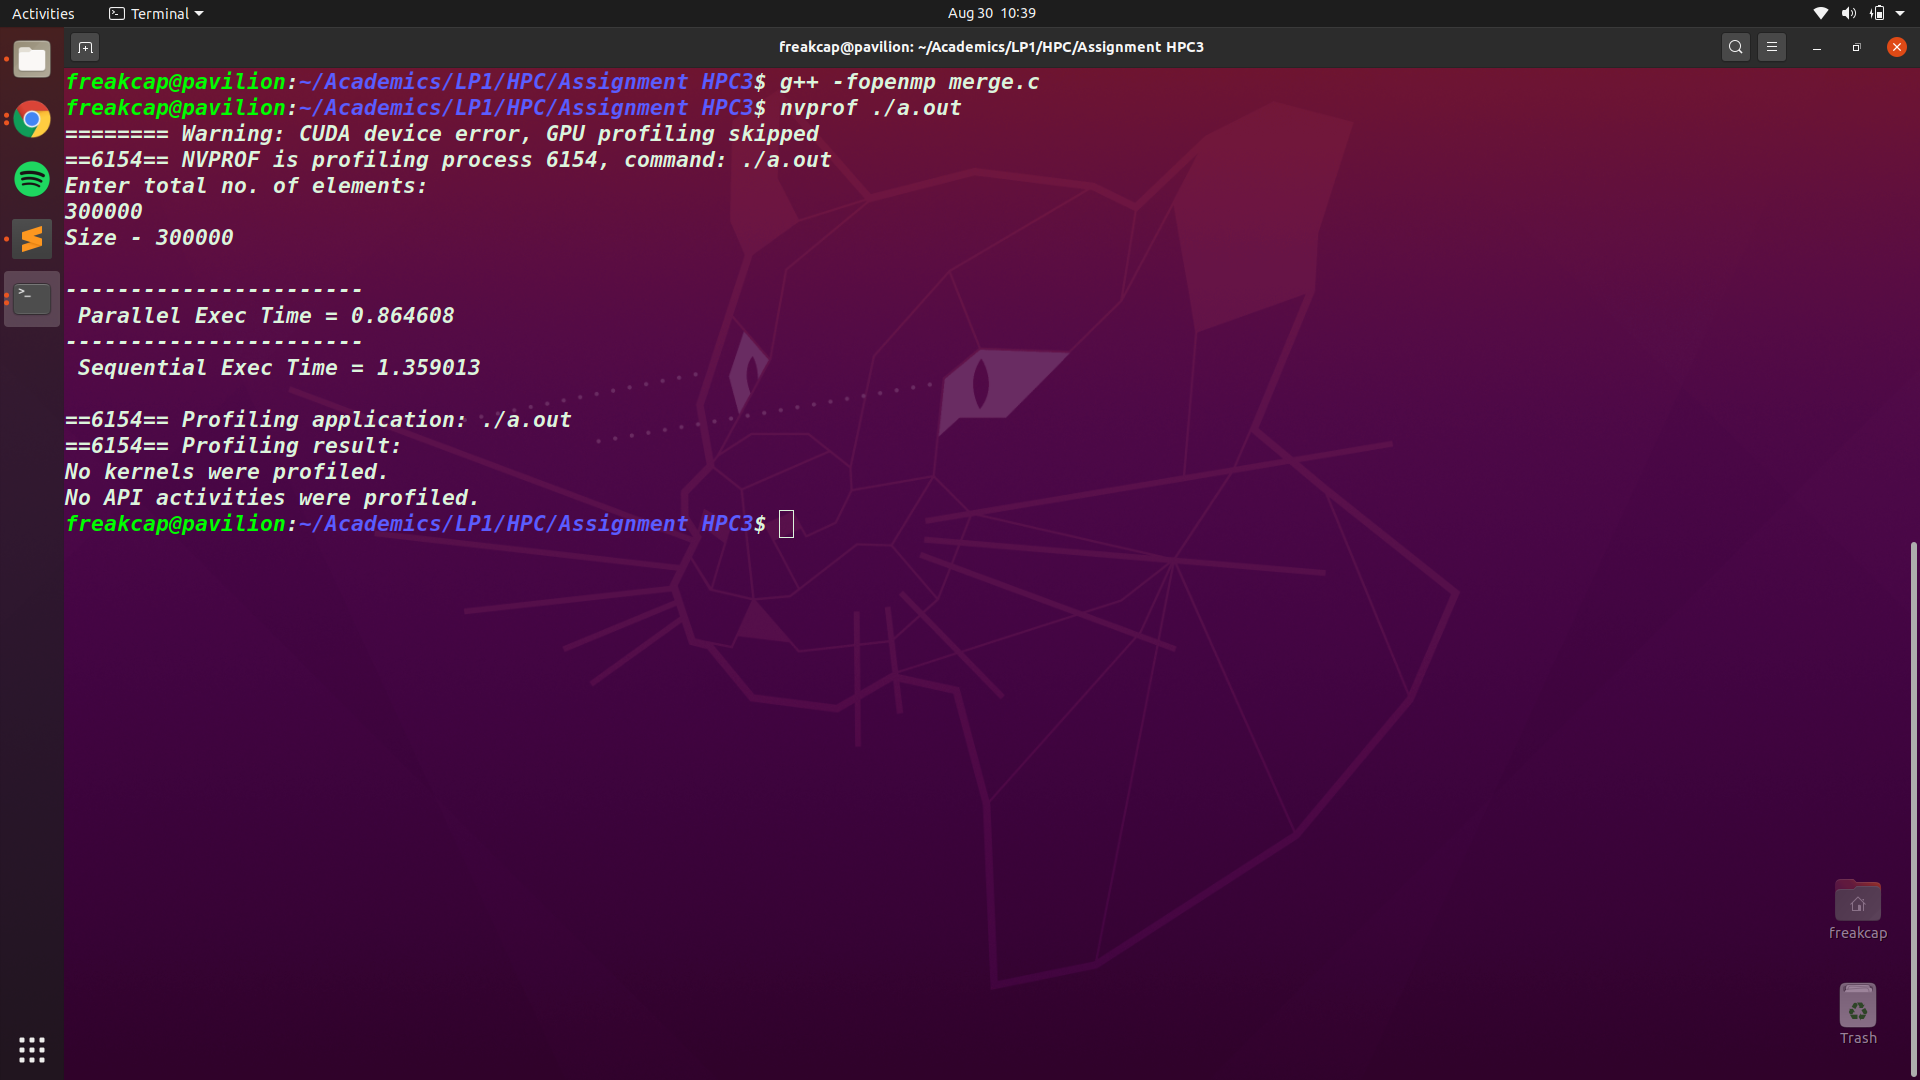 Activities
Terminal
Aug 30 10:39
freakcap@pavilion: ~/Academics/LP1/HPC/Assignment HPC3
freakcap@pavilion:~/Academics/LP1/HPC/Assignment HPC3$ g++ -fopenmp merge.c
freakcap@pavilion:~/Academics/LP1/HPC/Assignment HPC3$ nvprof ./a.out
======== Warning: CUDA device error, GPU profiling skipped
==6154== NVPROF is profiling process 6154, command: ./a.out
Enter total no. of elements:
300000
Size - 300000
-----------------------
Parallel Exec Time = 0.864608
-----------------------
Sequential Exec Time = 1.359013
==6154== Profiling application: ./a.out
==6154== Profiling result:
No kernels were profiled.
No API activities were profiled.
freakcap@pavilion:~/Academics/LP1/HPC/Assignment HPC3$
freakcap
Trash